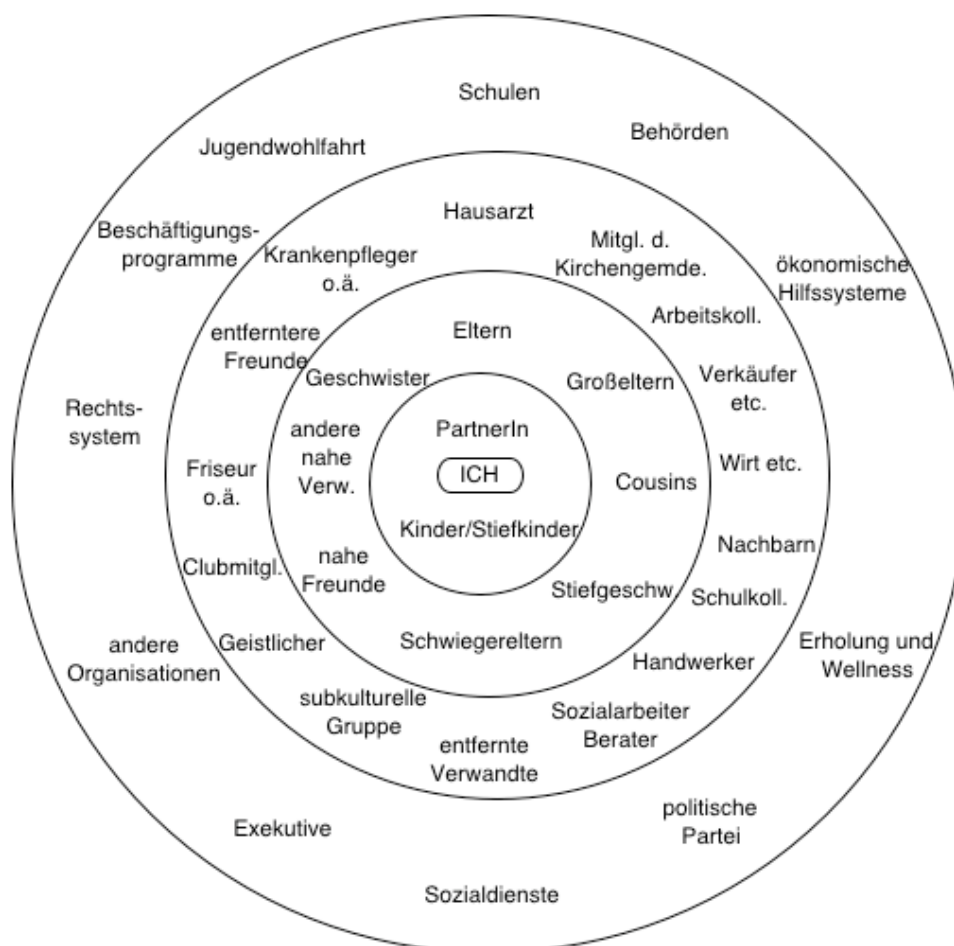 Schulen
Behörden
Jugendwohlfahrt
Hausarzt
Beschäftigungs-
programme
Krankenpfleger
o.ä.
Mitgl. d.
Kirchengemde.
ökonomische
Hilfssysteme
Arbeitskoll.
entferntere
Freunde
Eltern
Geschwister
Großeltern
Verkäufer
etc.
Rechts-
system
andere
nahe
Verw.
PartnerIn
ICH
Friseur
o.ä.
Cousins
Wirt etc.
Kinder/Stiefkinder
Nachbarn
Clubmitgl.
nahe
Freunde
Stiefgeschw.
Schulkoll.
andere
Organisationen
Geistlicher
Schwiegereltern
Handwerker
Erholung und
Wellness
subkulturelle
Gruppe
Sozialarbeiter
Berater
entfernte
Verwandte
Exekutive
politische
Partei
Sozialdienste